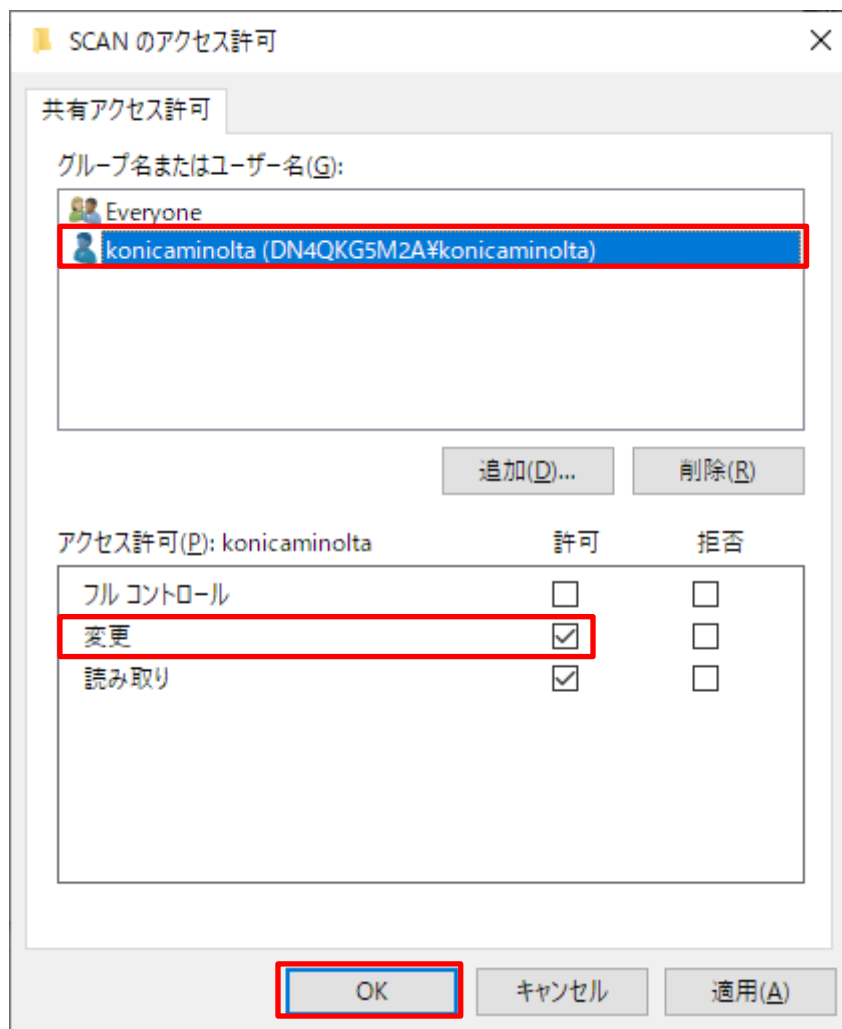 SCAN のアクセス許可
共有アクセス許可
グループ名またはユーザー名(G):
Everyone
konicaminolta (DN4QKG5M2A¥konicaminolta)
追加(D)... 削除(R)
アクセス許可(P): konicaminolta 許可 拒否
フル コントロール
変更
読み取り
OK キャンセル 適用(A)